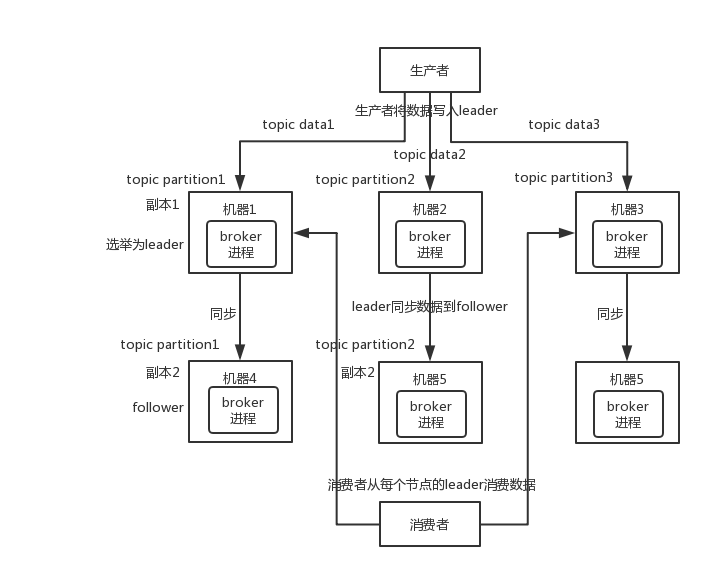 生产者
生产者将数据写入leader
topic data1
topic data2
topic data3
topic partition1
topic partition2
topic partition3
副本1
机器1
机器2
机器3
选举为leader
broker
进程
broker
进程
broker
进程
同步
leader同步数据到follower
同步
topic partition1
topic partition2
副本2
机器4
副本2
机器5
机器5
follower
broker
进程
broker
进程
broker
进程
消费者从每个节点的leader消费数据
消费者